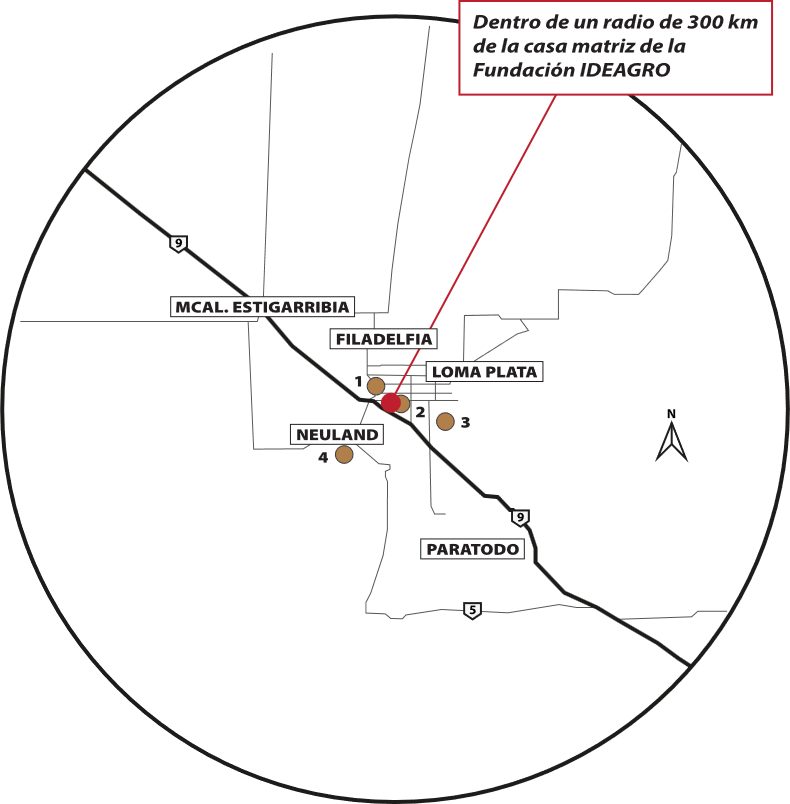 Dentro de un radio de 300 km
de la casa matriz de la
Fundación IDEAGRO
9
MCAL. ESTIGARRIBIA
FILADELFIA
LOMA PLATA
1
2
3
N
NEULAND
4
9
PARATODO
5